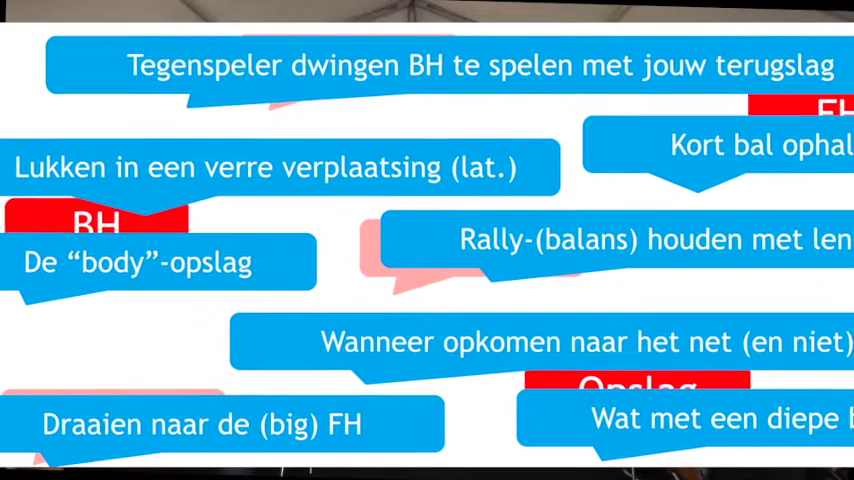 Tegenspeler dwingen BH te spelen met jouw terugslag
FH
Kort bal ophal
Lukken in een verre verplaatsing (lat.)
BH
Rally-(balans) houden met len
De “body”-opslag
Wanneer opkomen naar het net (en niet)
Opslag
Wat met een diepe b
Draaien naar de (big) FH